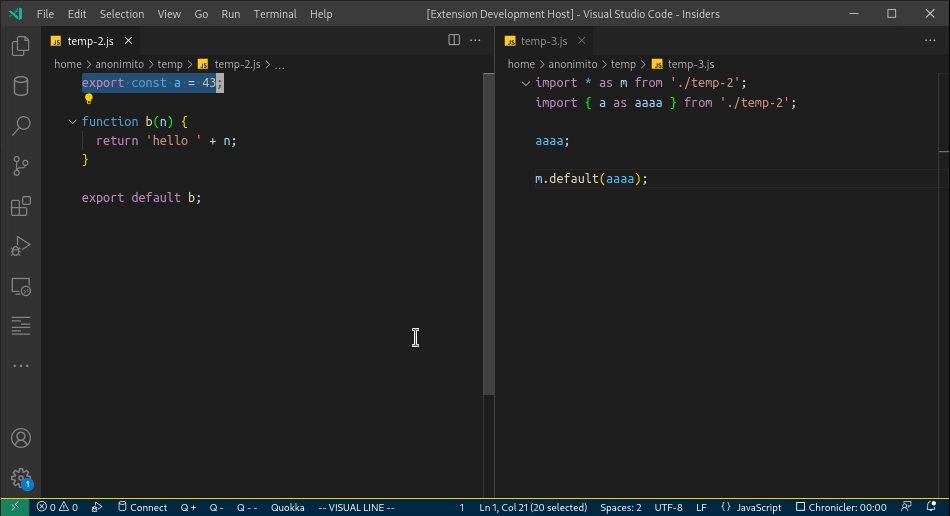 File Edit Selection View Go Run Terminal Help [Extension Development Host] - Visual Studio Code - Insiders
JS temp-2.js
home > anonimito > temp > JS temp-2.js > ...
export const a = 43;
function b(n) {
return 'hello ' + n;
}
export default b;
JS temp-3.js
home > anonimito > temp > JS temp-3.js
import * as m from './temp-2';
import { a as aaaa } from './temp-2';
aaaa;
m.default(aaaa);
1
0 0 Connect Q + Q - Q - - Quokka -- VISUAL LINE -- 1 Ln 1, Col 21 (20 selected) Spaces: 2 UTF-8 LF {} JavaScript Chronicler: 00:00